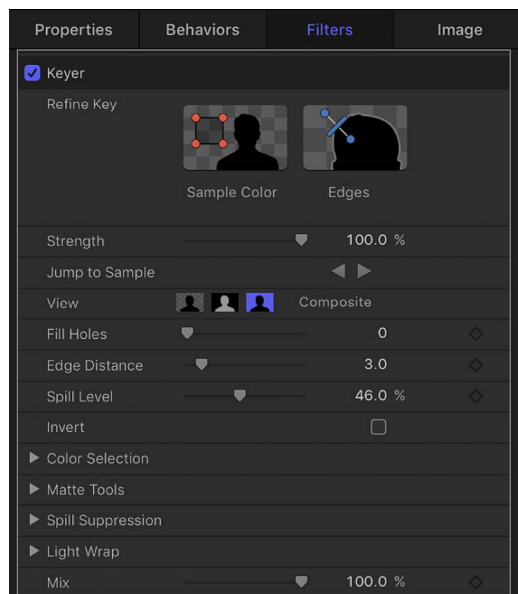 Properties Behaviors Filters Image
Keyer
Refine Key
Sample Color Edges
Strength 100.0 %
Jump to Sample
View Composite
Fill Holes 0
Edge Distance 3.0
Spill Level 46.0 %
Invert
Color Selection
Matte Tools
Spill Suppression
Light Wrap
Mix 100.0 %